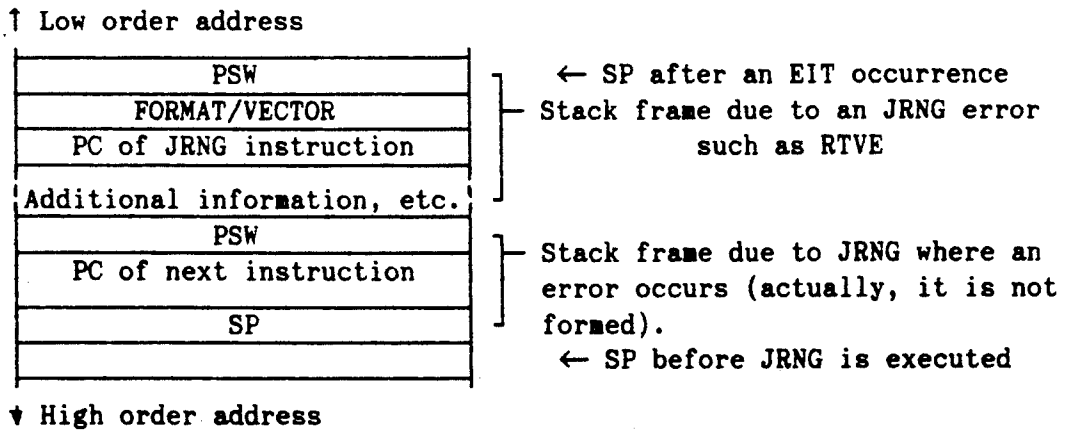 ↑ Low order address
PSW
← SP after an EIT occurrence
FORMAT/VECTOR
Stack frame due to an JRNG error
PC of JRNG instruction
such as RTVE
Additional information, etc.
PSW
Stack frame due to JRNG where an
PC of next instruction
error occurs (actually, it is not
SP
formed).
← SP before JRNG is executed
↓ High order address